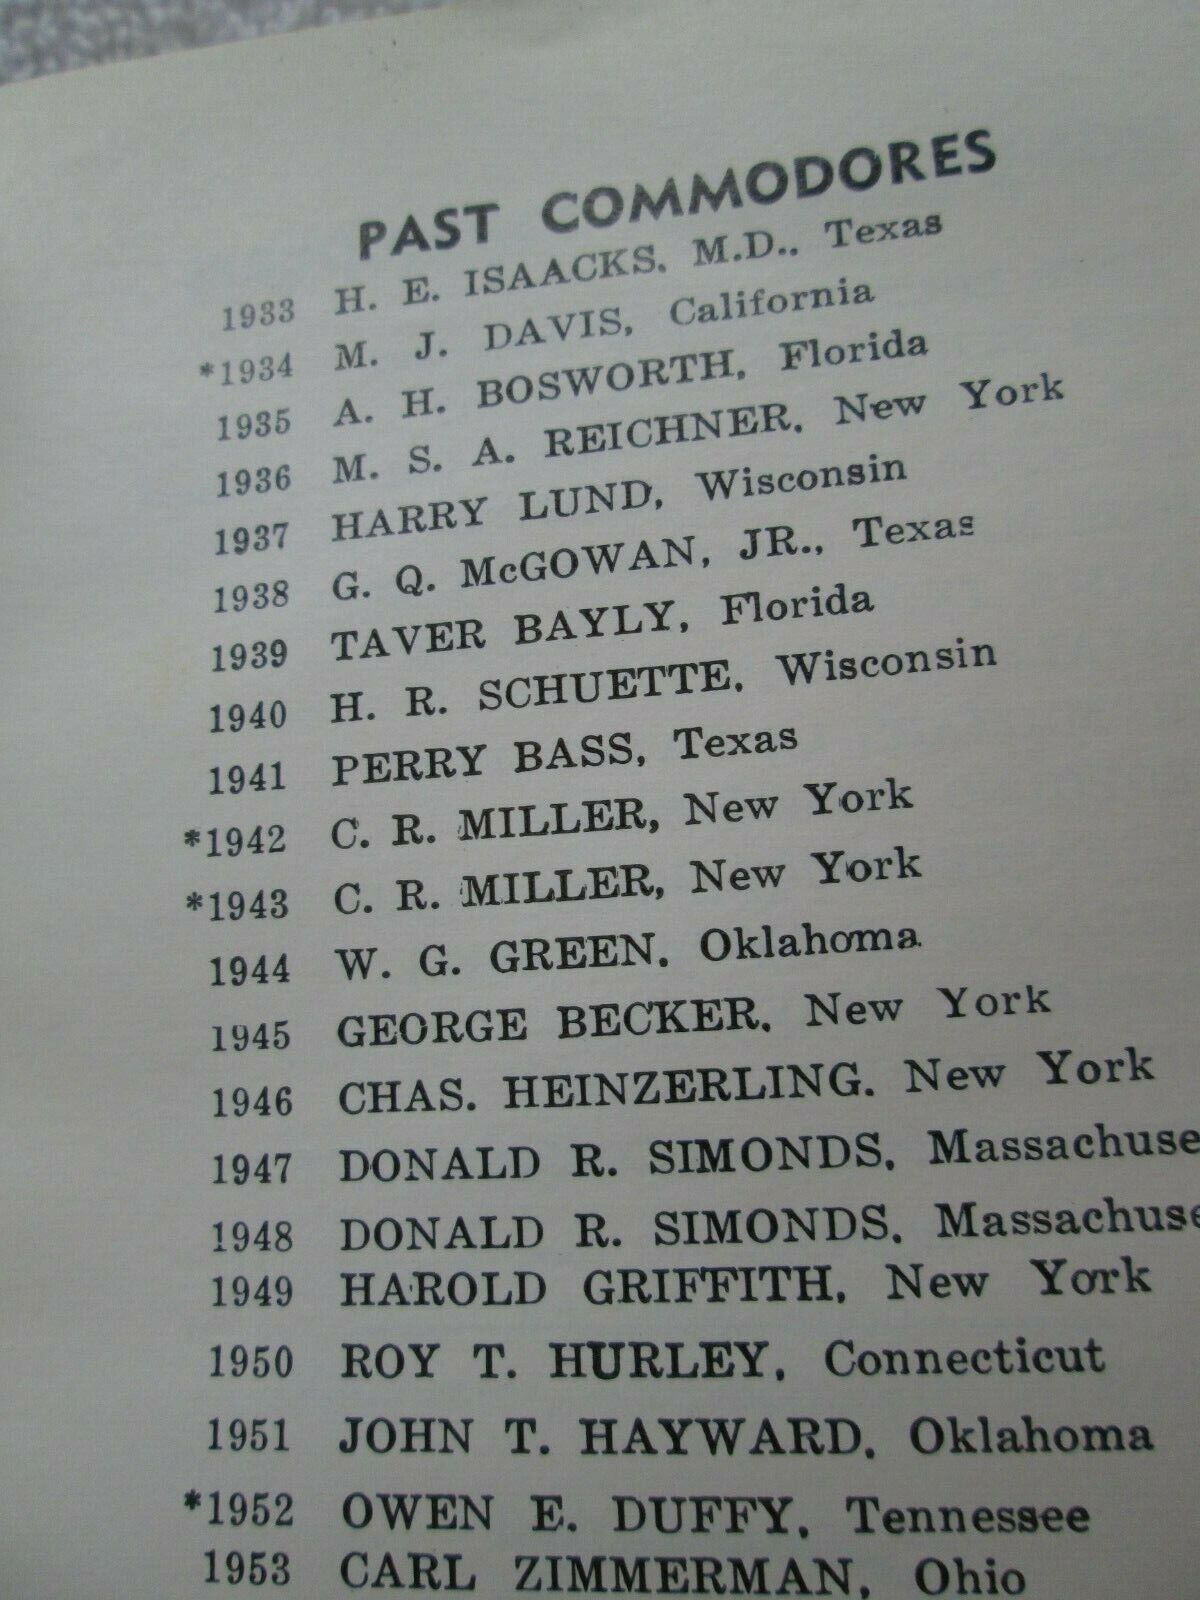 PAST COMMODORES
1933 H. E. ISAACKS, M.D., Texas
*1934 M. J. DAVIS, California
1935 A. H. BOSWORTH, Florida
1936 M. S. A. REICHNER, New York
1937 HARRY LUND, Wisconsin
1938 G. Q. McGOWAN, JR., Texas
1939 TAVER BAYLY, Florida
1940 H. R. SCHUETTE, Wisconsin
1941 PERRY BASS, Texas
*1942 C. R. MILLER, New York
*1943 C. R. MILLER, New York
1944 W. G. GREEN, Oklahoma
1945 GEORGE BECKER, New York
1946 CHAS. HEINZERLING, New York
1947 DONALD R. SIMONDS, Massachuse
1948 DONALD R. SIMONDS, Massachuse
1949 HAROLD GRIFFITH, New York
1950 ROY T. HURLEY, Connecticut
1951 JOHN T. HAYWARD, Oklahoma
*1952 OWEN E. DUFFY, Tennessee
1953 CARL ZIMMERMAN, Ohio